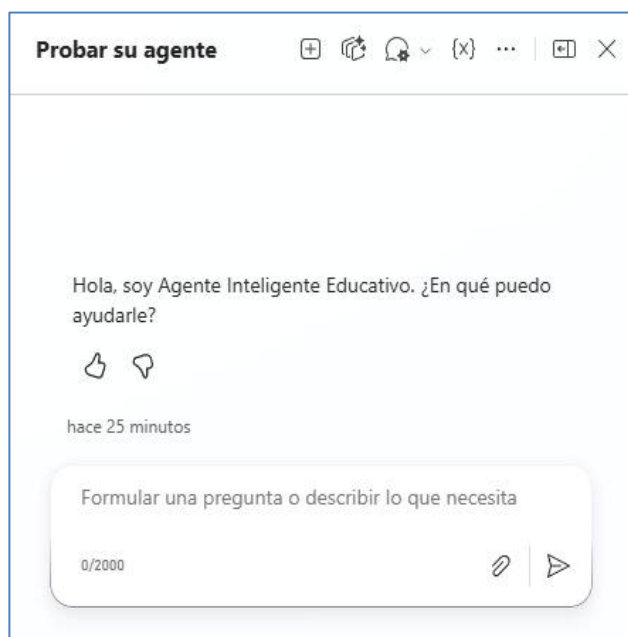 Probar su agente {x} ...
Hola, soy Agente Inteligente Educativo. ¿En qué puedo
ayudarle?
hace 25 minutos
Formular una pregunta o describir lo que necesita
0/2000